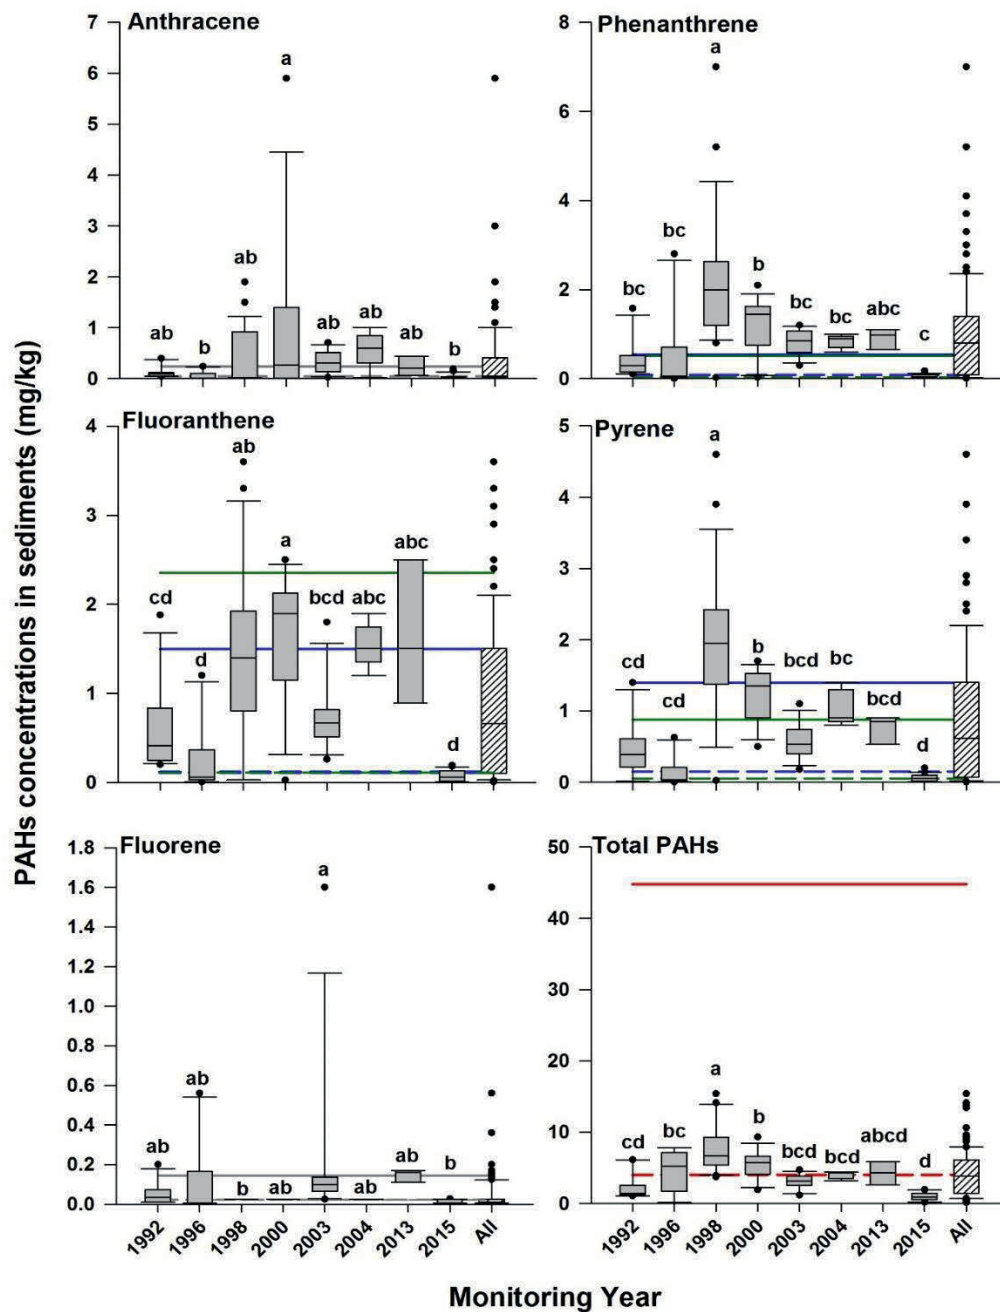 PAHs concentrations in sediments (mg/kg)
Anthracene
7
6
5
4
3
2
1
0
ab
b
ab
a
ab
ab
ab
b
Phenanthrene
8
6
4
2
0
bc
bc
a
b
bc
bc
abc
c
Fluoranthene
4
3
2
1
0
cd
d
ab
a
bcd
abc
abc
d
Pyrene
5
4
3
2
1
0
cd
cd
a
b
bcd
bc
bcd
d
Fluorene
1.8
1.6
1.4
1.2
1.0
0.8
0.6
0.4
0.2
0.0
ab
ab
b
ab
a
ab
ab
b
1992
1996
1998
2000
2003
2004
2013
2015
All
Total PAHs
50
40
30
20
10
0
cd
bc
a
b
bcd
bcd
abcd
d
1992
1996
1998
2000
2003
2004
2013
2015
All
Monitoring Year